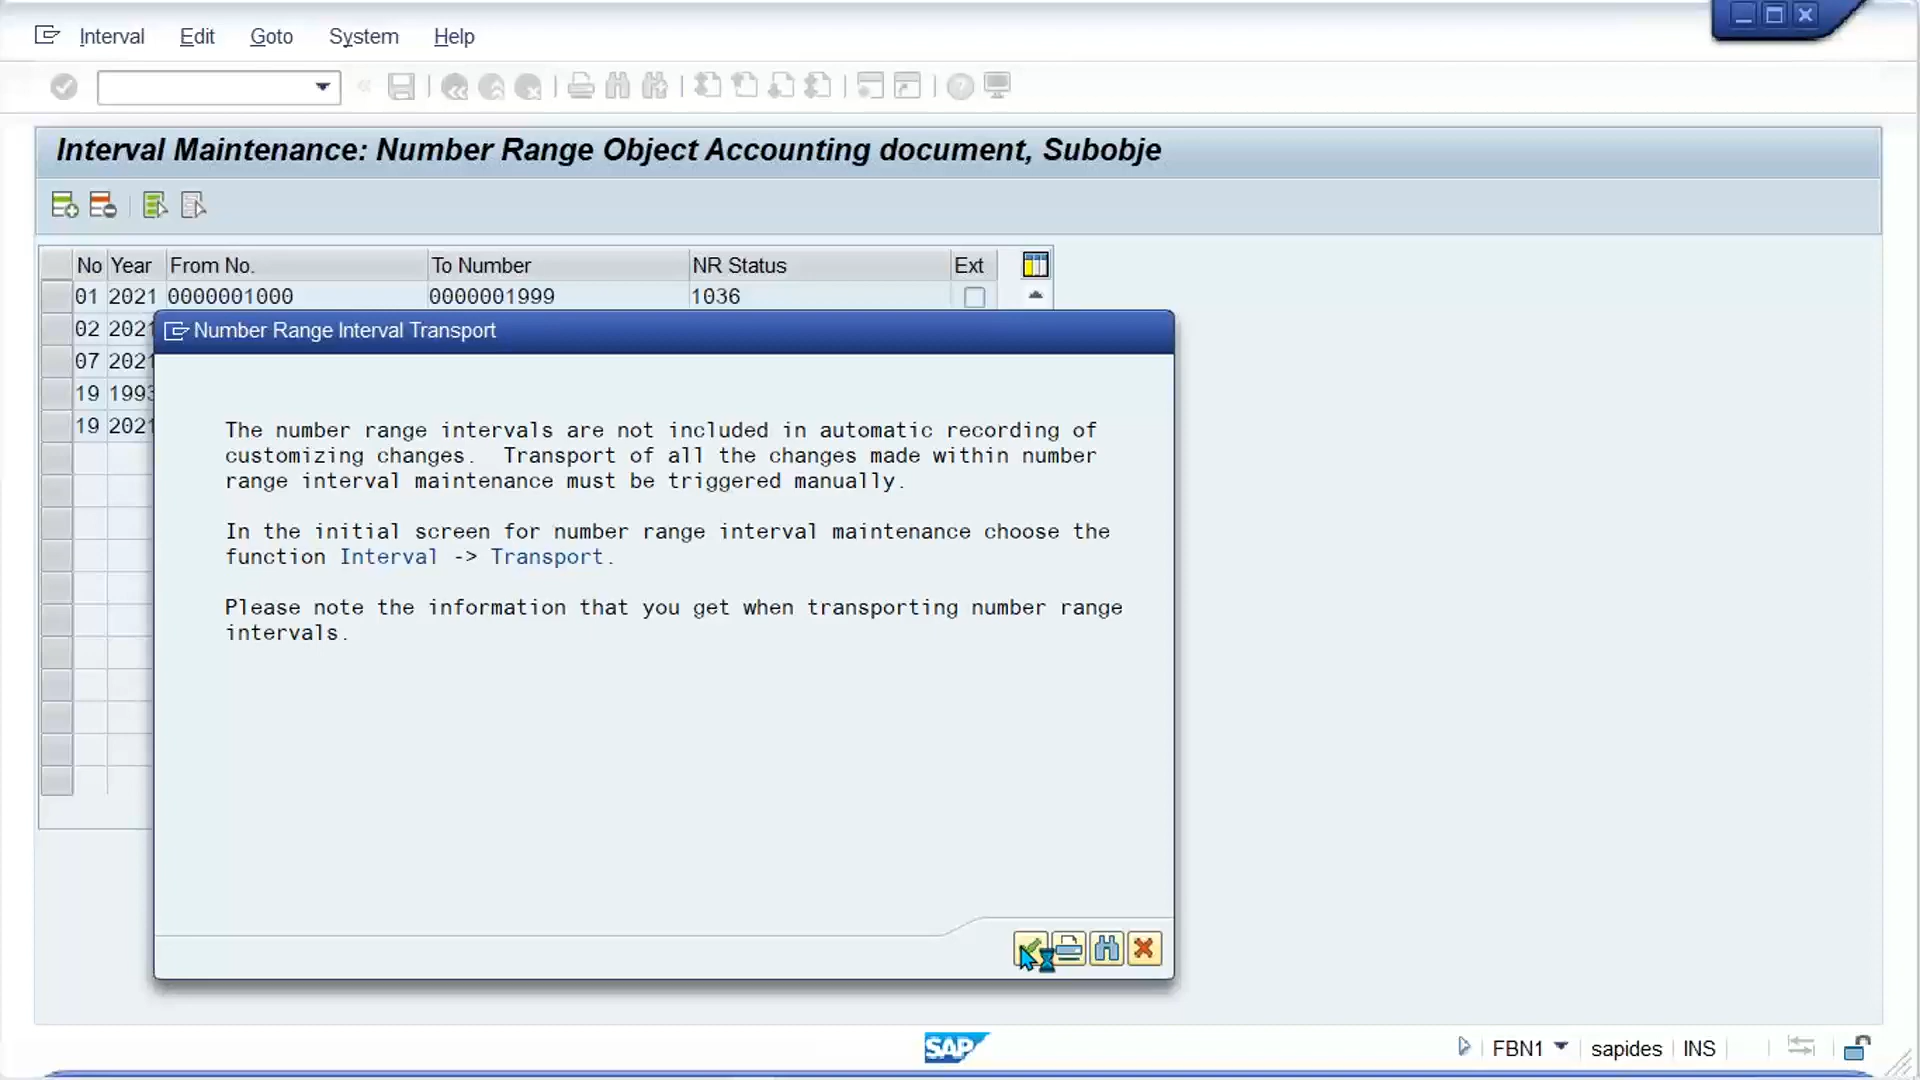 Interval Edit Goto System Help
Interval Maintenance: Number Range Object Accounting document, Subobje
No Year From No. To Number NR Status Ext
01 2021 0000001000 0000001999 1036
02 2021
07 2021
19 1993
19 2021
Number Range Interval Transport
The number range intervals are not included in automatic recording of
customizing changes. Transport of all the changes made within number
range interval maintenance must be triggered manually.
In the initial screen for number range interval maintenance choose the
function Interval -> Transport.
Please note the information that you get when transporting number range
intervals.
SAP
FBN1 sapides INS